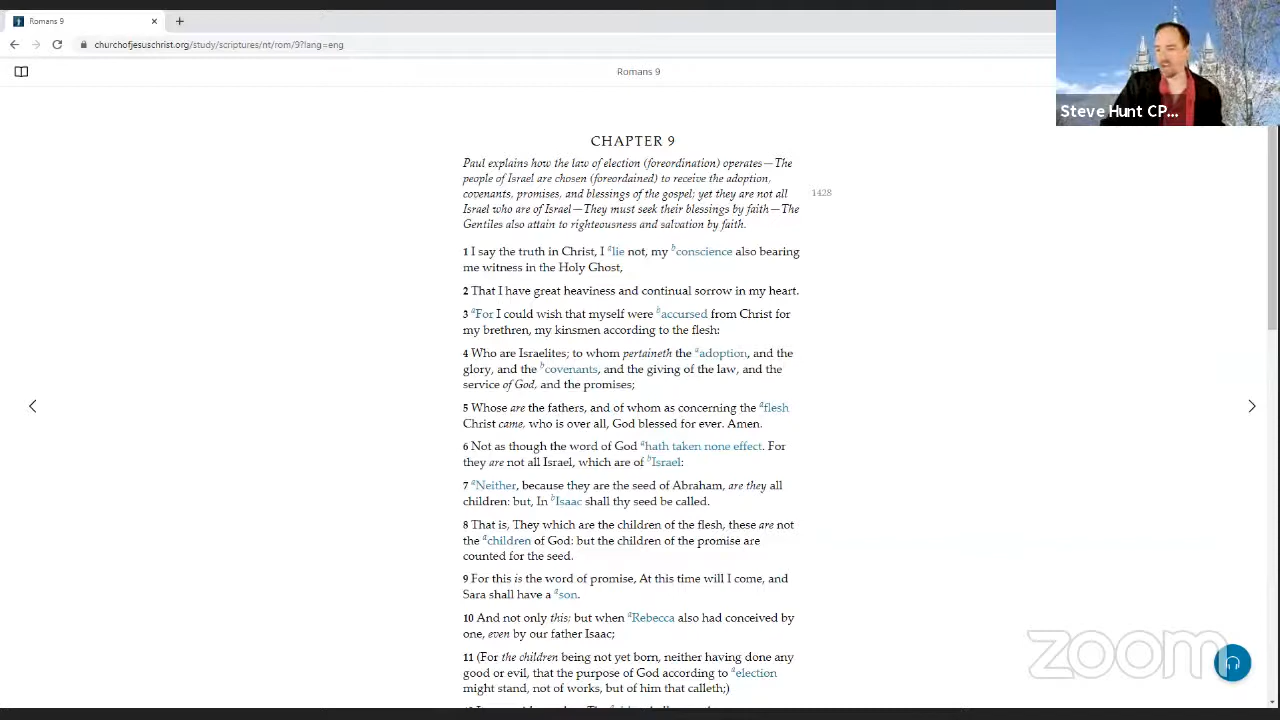 Romans 9
churchofjesuschrist.org/study/scriptures/nt/rom/9?lang=eng
Romans 9
Steve Hunt CP...
CHAPTER 9
Paul explains how the law of election (foreordination) operates—The
people of Israel are chosen (foreordained) to receive the adoption,
covenants, promises, and blessings of the gospel; yet they are not all
1428
Israel who are of Israel—They must seek their blessings by faith—The
Gentiles also attain to righteousness and salvation by faith.
1 I say the truth in Christ, I alie not, my bconscience also bearing
me witness in the Holy Ghost,
2 That I have great heaviness and continual sorrow in my heart.
3 aFor I could wish that myself were baccursed from Christ for
my brethren, my kinsmen according to the flesh:
4 Who are Israelites; to whom pertaineth the aadoption, and the
glory, and the bcovenants, and the giving of the law, and the
service of God, and the promises;
5 Whose are the fathers, and of whom as concerning the aflesh
Christ came, who is over all, God blessed for ever. Amen.
6 Not as though the word of God ahath taken none effect. For
they are not all Israel, which are of bIsrael:
7 aNeither, because they are the seed of Abraham, are they all
children: but, In bIsaac shall thy seed be called.
8 That is, They which are the children of the flesh, these are not
the achildren of God: but the children of the promise are
counted for the seed.
9 For this is the word of promise, At this time will I come, and
Sara shall have a ason.
10 And not only this; but when aRebecca also had conceived by
one, even by our father Isaac;
11 (For the children being not yet born, neither having done any
good or evil, that the purpose of God according to aelection
might stand, not of works, but of him that calleth;)
zoom